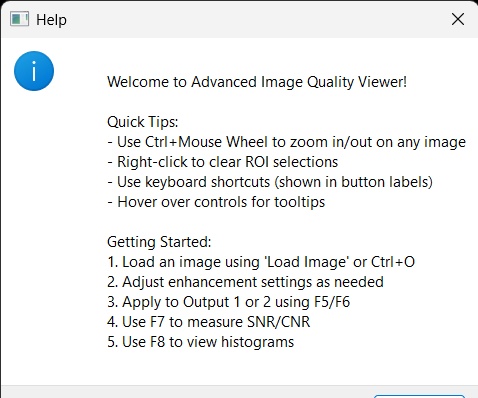 Help
Welcome to Advanced Image Quality Viewer!
Quick Tips:
- Use Ctrl+Mouse Wheel to zoom in/out on any image
- Right-click to clear ROI selections
- Use keyboard shortcuts (shown in button labels)
- Hover over controls for tooltips
Getting Started:
1. Load an image using 'Load Image' or Ctrl+O
2. Adjust enhancement settings as needed
3. Apply to Output 1 or 2 using F5/F6
4. Use F7 to measure SNR/CNR
5. Use F8 to view histograms